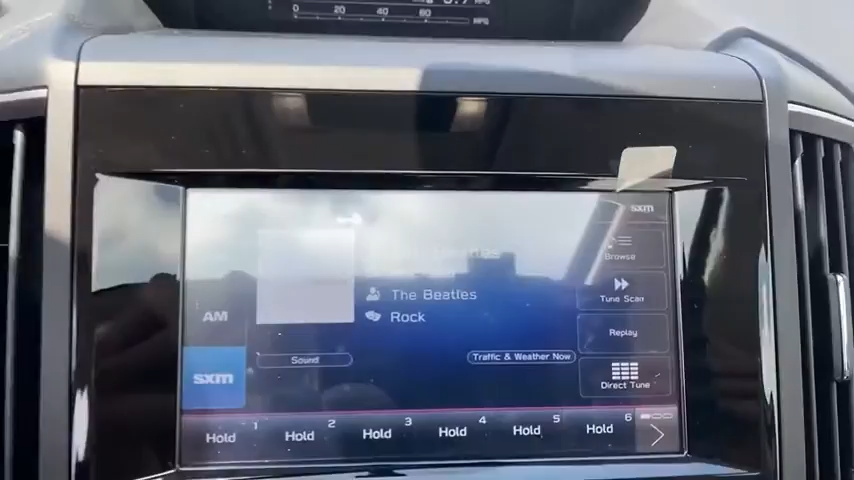 0 20 40 60 MPG
sxm
Browse
The Beatles
Tune Scan
AM
Rock
Replay
Sound
Traffic & Weather Now
sxm
Direct Tune
Hold 1 Hold 2 Hold 3 Hold 4 Hold 5 Hold 6